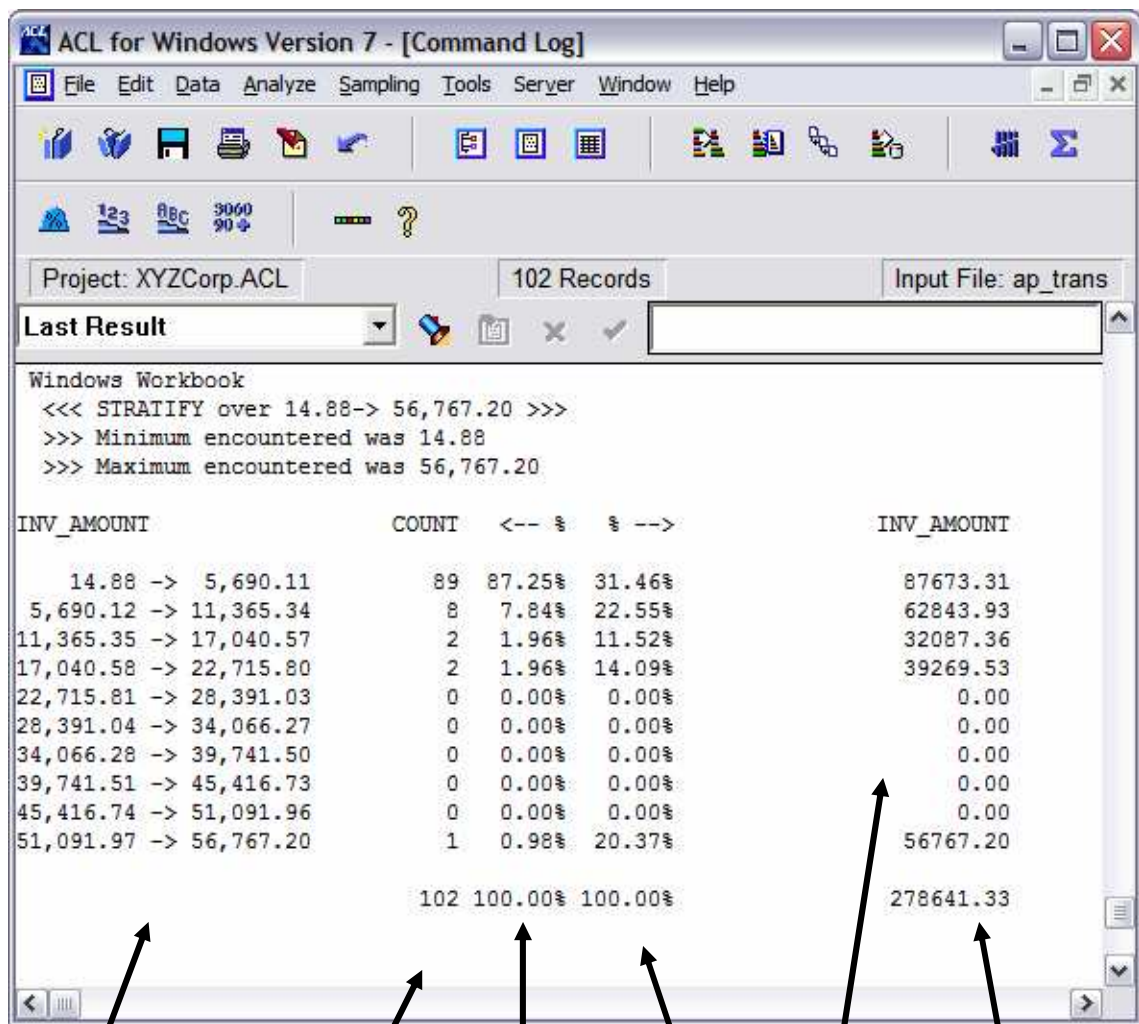 ACL for Windows Version 7 - [Command Log]
File Edit Data Analyze Sampling Tools Server Window Help
123 ABC 3060 90
Project: XYZCorp.ACL 102 Records Input File: ap_trans
Last Result
Windows Workbook
<<< STRATIFY over 14.88-> 56,767.20 >>>
>>> Minimum encountered was 14.88
>>> Maximum encountered was 56,767.20
INV_AMOUNT COUNT <-- % % --> INV_AMOUNT
14.88 -> 5,690.11 89 87.25% 31.46% 87673.31
5,690.12 -> 11,365.34 8 7.84% 22.55% 62843.93
11,365.35 -> 17,040.57 2 1.96% 11.52% 32087.36
17,040.58 -> 22,715.80 2 1.96% 14.09% 39269.53
22,715.81 -> 28,391.03 0 0.00% 0.00% 0.00
28,391.04 -> 34,066.27 0 0.00% 0.00% 0.00
34,066.28 -> 39,741.50 0 0.00% 0.00% 0.00
39,741.51 -> 45,416.73 0 0.00% 0.00% 0.00
45,416.74 -> 51,091.96 0 0.00% 0.00% 0.00
51,091.97 -> 56,767.20 1 0.98% 20.37% 56767.20
102 100.00% 100.00% 278641.33